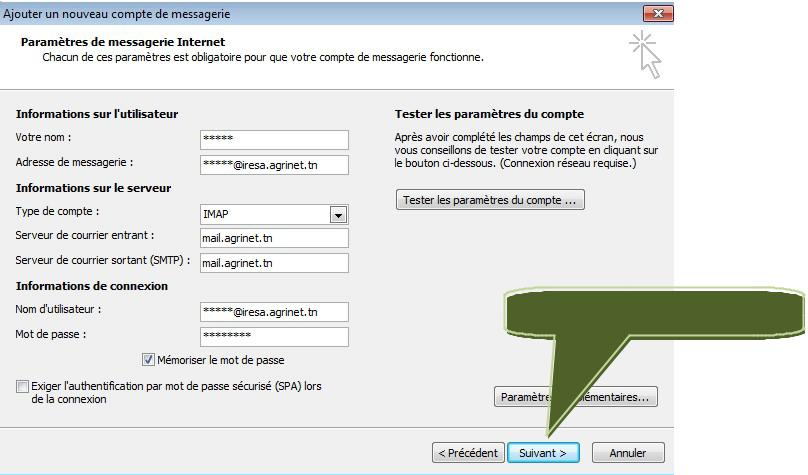 Ajouter un nouveau compte de messagerie
Paramètres de messagerie Internet
Chacun de ces paramètres est obligatoire pour que votre compte de messagerie fonctionne.
Informations sur l'utilisateur
Votre nom :
*****
Adresse de messagerie :
*****@iresa.agrinet.tn
Informations sur le serveur
Type de compte :
IMAP
Serveur de courrier entrant :
mail.agrinet.tn
Serveur de courrier sortant (SMTP) :
mail.agrinet.tn
Informations de connexion
Nom d'utilisateur :
*****@iresa.agrinet.tn
Mot de passe :
********
Mémoriser le mot de passe
Exiger l'authentification par mot de passe sécurisé (SPA) lors
de la connexion
Tester les paramètres du compte
Après avoir complété les champs de cet écran, nous
vous conseillons de tester votre compte en cliquant sur
le bouton ci-dessous. (Connexion réseau requise.)
Tester les paramètres du compte ...
< Précédent
Suivant >
Annuler